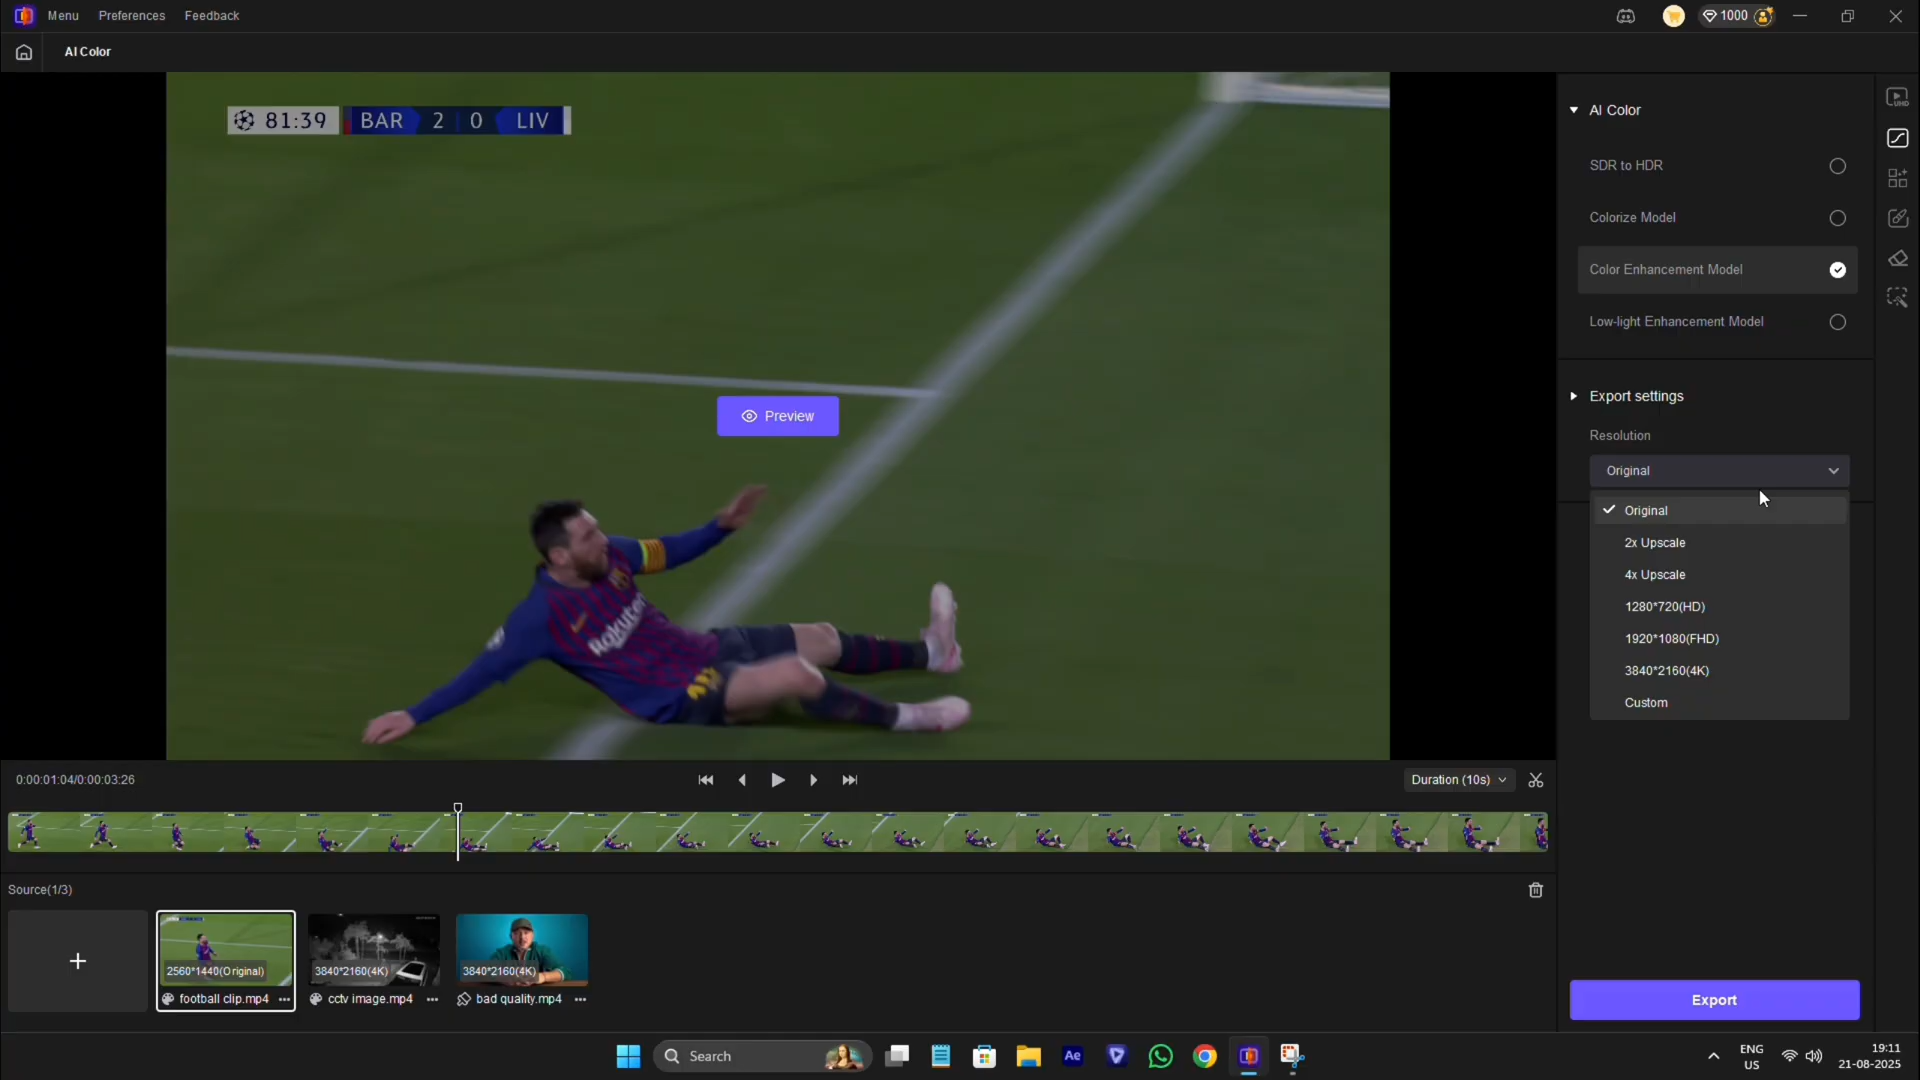 Menu Preferences Feedback
1000
AI Color
81:39 BAR 2 0 LIV
AI Color
SDR to HDR
Colorize Model
Color Enhancement Model
Low-light Enhancement Model
Export settings
Resolution
Original
Original
2x Upscale
4x Upscale
1280*720(HD)
1920*1080(FHD)
3840*2160(4K)
Custom
Preview
Rakuten
0:00:01:04/0:00:03:26
Duration (10s)
Source(1/3)
2560*1440(Original)
football clip.mp4
3840*2160(4K)
cctv image.mp4
3840*2160(4K)
bad quality.mp4
Export
Search
Ae
ENG
US
19:11
21-08-2025